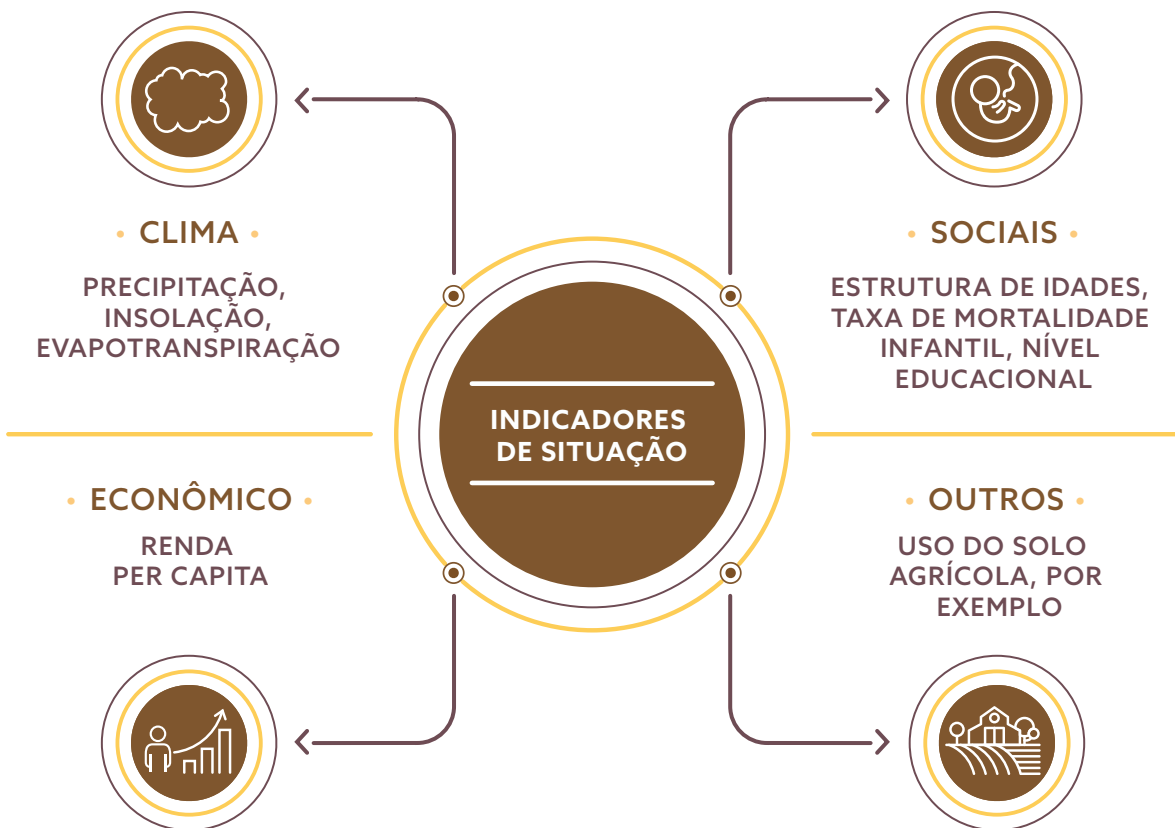 • CLIMA •
PRECIPITAÇÃO,
INSOLAÇÃO,
EVAPOTRANSPIRAÇÃO
• SOCIAIS •
ESTRUTURA DE IDADES,
TAXA DE MORTALIDADE
INFANTIL, NÍVEL
EDUCACIONAL
INDICADORES
DE SITUAÇÃO
• ECONÔMICO •
RENDA
PER CAPITA
• OUTROS •
USO DO SOLO
AGRÍCOLA, POR
EXEMPLO